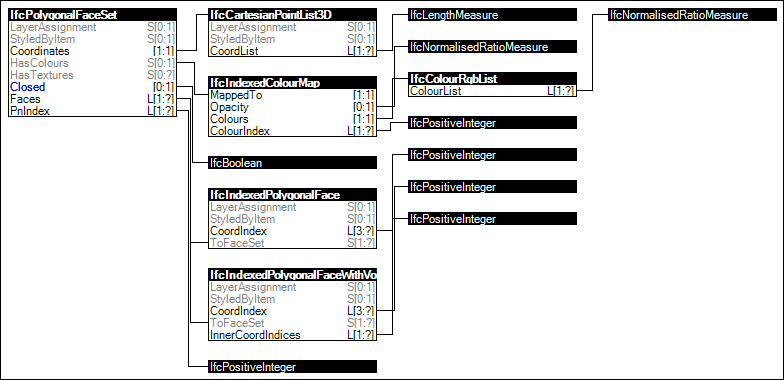 IfcPolygonalFaceSet
LayerAssignment S[0:1]
StyledByItem S[0:1]
Coordinates [1:1]
HasColours S[0:1]
HasTextures S[0:?]
Closed [0:1]
Faces L[1:?]
PnIndex L[1:?]
IfcCartesianPointList3D
LayerAssignment S[0:1]
StyledByItem S[0:1]
CoordList L[1:?]
IfcIndexedColourMap
MappedTo [1:1]
Opacity [0:1]
Colours [1:1]
ColourIndex L[1:?]
IfcBoolean
IfcIndexedPolygonalFace
LayerAssignment S[0:1]
StyledByItem S[0:1]
CoordIndex L[3:?]
ToFaceSet S[1:?]
IfcIndexedPolygonalFaceWithVo
LayerAssignment S[0:1]
StyledByItem S[0:1]
CoordIndex L[3:?]
ToFaceSet S[1:?]
InnerCoordIndices L[1:?]
IfcPositiveInteger
IfcLengthMeasure
IfcNormalisedRatioMeasure
IfcColourRgbList
ColourList L[1:?]
IfcPositiveInteger
IfcPositiveInteger
IfcPositiveInteger
IfcPositiveInteger
IfcNormalisedRatioMeasure